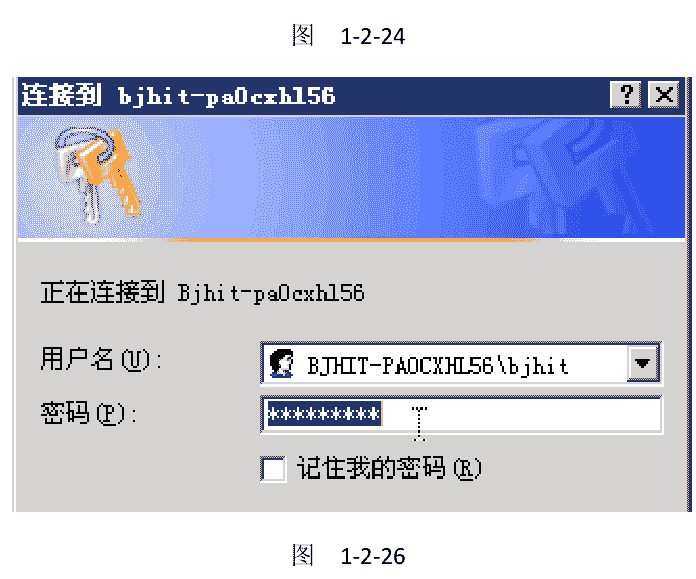 图 1-2-24
连接到 bjhit-pa0cxhl56
正在连接到 Bjhit-pa0cxhl56
用户名(U):
BJHIT-PA0CXHL56\bjhit
密码(P):
*********
记住我的密码(R)
图 1-2-26